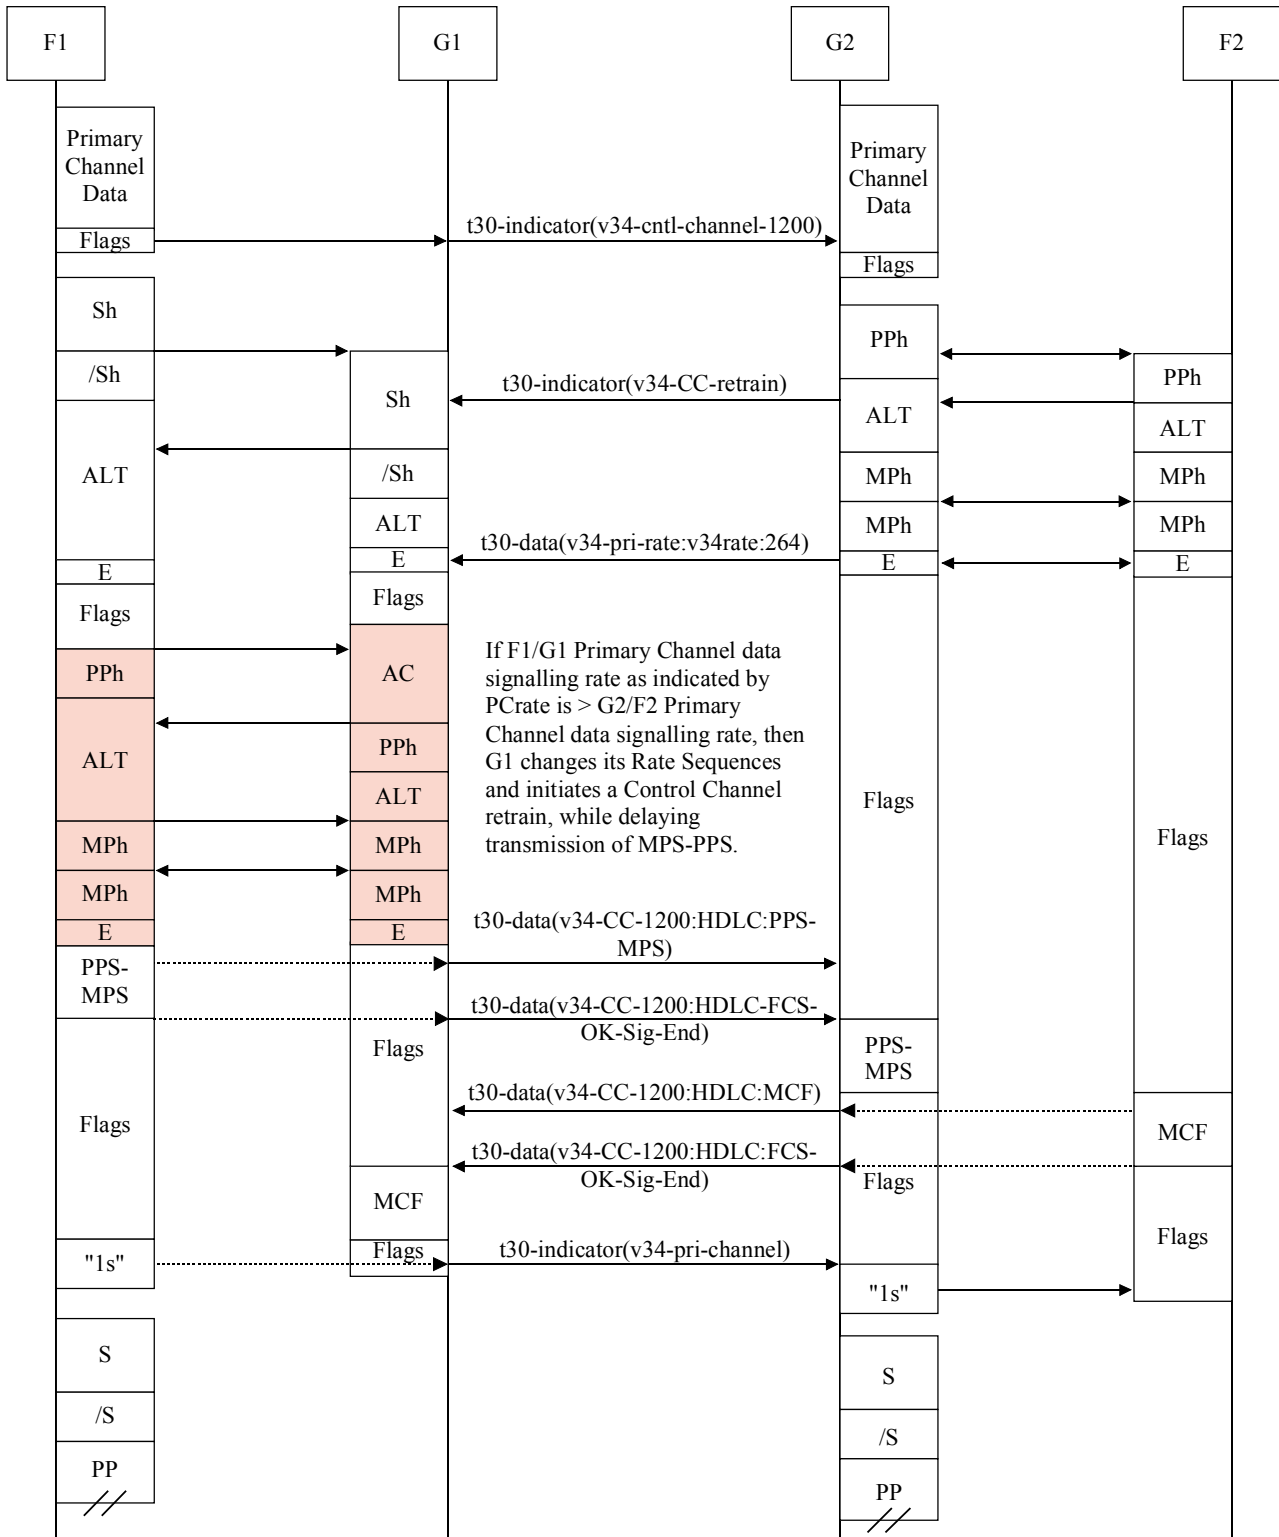 F1
G1
G2
F2
Primary
Channel
Data
Primary
Channel
Data
Flags
t30-indicator(v34-cntl-channel-1200)
Flags
Sh
PPh
/Sh
Sh
t30-indicator(v34-CC-retrain)
PPh
ALT
ALT
ALT
/Sh
MPh
MPh
ALT
MPh
MPh
t30-data(v34-pri-rate:v34rate:264)
E
E
E
E
Flags
Flags
If F1/G1 Primary Channel data
signalling rate as indicated by
PCrate is > G2/F2 Primary
Channel data signalling rate, then
G1 changes its Rate Sequences
and initiates a Control Channel
retrain, while delaying
transmission of MPS-PPS.
PPh
AC
ALT
PPh
ALT
Flags
Flags
MPh
MPh
MPh
MPh
E
E
t30-data(v34-CC-1200:HDLC:PPS-
MPS)
PPS-
MPS
t30-data(v34-CC-1200:HDLC-FCS-
OK-Sig-End)
Flags
PPS-
MPS
t30-data(v34-CC-1200:HDLC:MCF)
Flags
MCF
t30-data(v34-CC-1200:HDLC:FCS-
OK-Sig-End)
Flags
MCF
Flags
"1s"
Flags
t30-indicator(v34-pri-channel)
"1s"
S
S
/S
/S
PP
PP